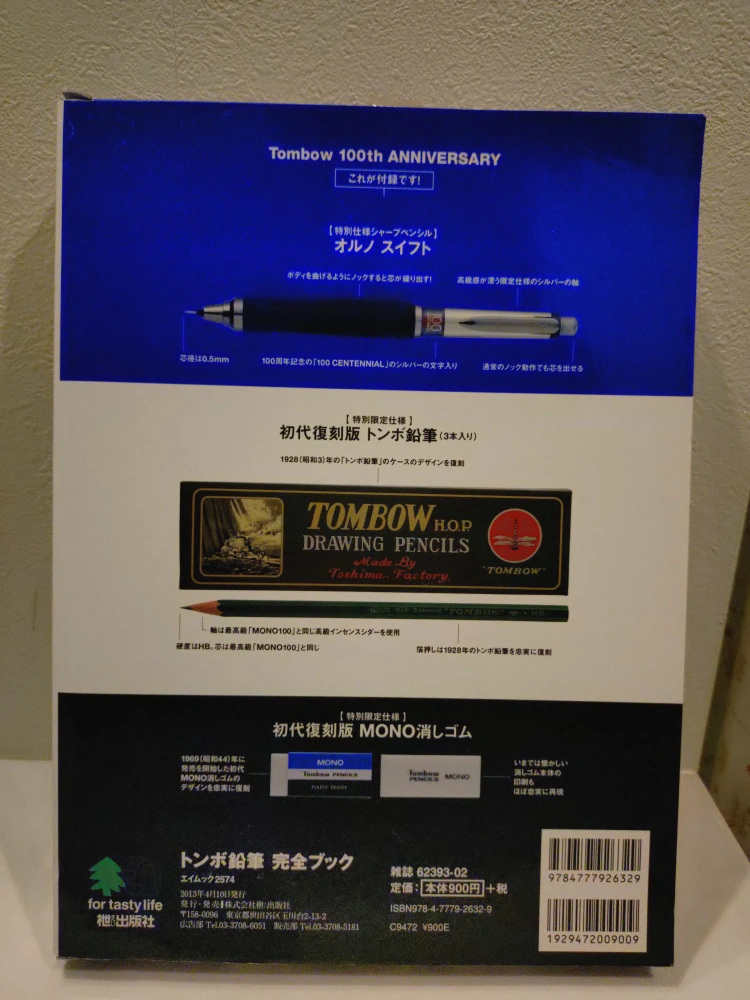 Tombow 100th ANNIVERSARY
これが付録です!
【特別仕様シャープペンシル】
オルノ スイフト
ボディを曲げるようにノックすると芯が繰り出す!
高級感が漂う限定仕様のシルバーの軸
100
芯径は0.5mm
100周年記念の「100 CENTENNIAL」のシルバーの文字入り
通常のノック動作でも芯を出せる
【特別限定仕様】
初代復刻版 トンボ鉛筆(3本入り)
1928(昭和3)年の「トンボ鉛筆」のケースのデザインを復刻
TOMBOW H.O.P.
DRAWING PENCILS
Made By
Toshima Factory.
"TOMBOW"
"TOMBOW" HB
軸は最高級「MONO100」と同じ高級インセンスシダーを使用
硬度はHB。芯は最高級「MONO100」と同じ
箔押しは1928年のトンボ鉛筆を忠実に復刻
【特別限定仕様】
初代復刻版 MONO消しゴム
1969(昭和44)年に
発売を開始した初代
MONO消しゴムの
デザインを忠実に復刻
MONO
Tombow PENCILS
PLASTIC ERASER
Tombow
PENCILS
MONO
いまでは懐かしい
消しゴム本体の
印刷も
ほぼ忠実に再現
for tasty life
枻出版社
トンボ鉛筆 完全ブック
エイムック2574
2013年4月10日発行
発行・発売 株式会社枻出版社
〒158-0096 東京都世田谷区玉川台2-13-2
広告部 Tel.03-3708-6051 販売部 Tel.03-3708-5181
雑誌 62393-02
定価:本体900円+税
ISBN978-4-7779-2632-9
C9472 ¥900E
9784777926329
1929472009009